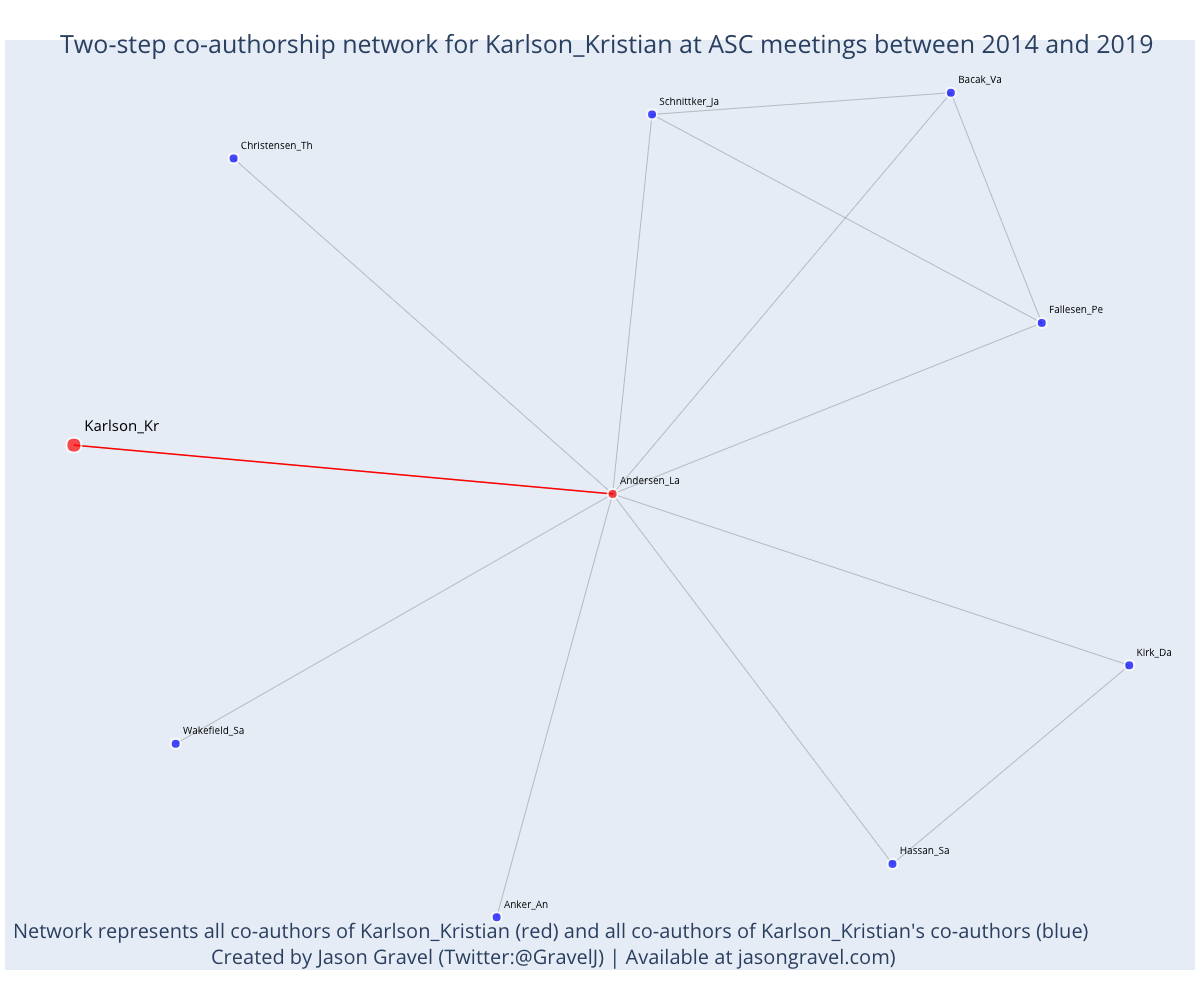 Two-step co-authorship network for Karlson_Kristian at ASC meetings between 2014 and 2019
Bacak_Va
Schnittker_Ja
Christensen_Th
Fallesen_Pe
Karlson_Kr
Andersen_La
Kirk_Da
Wakefield_Sa
Hassan_Sa
Anker_An
Network represents all co-authors of Karlson_Kristian (red) and all co-authors of Karlson_Kristian's co-authors (blue)
Created by Jason Gravel (Twitter:@GravelJ) | Available at jasongravel.com)